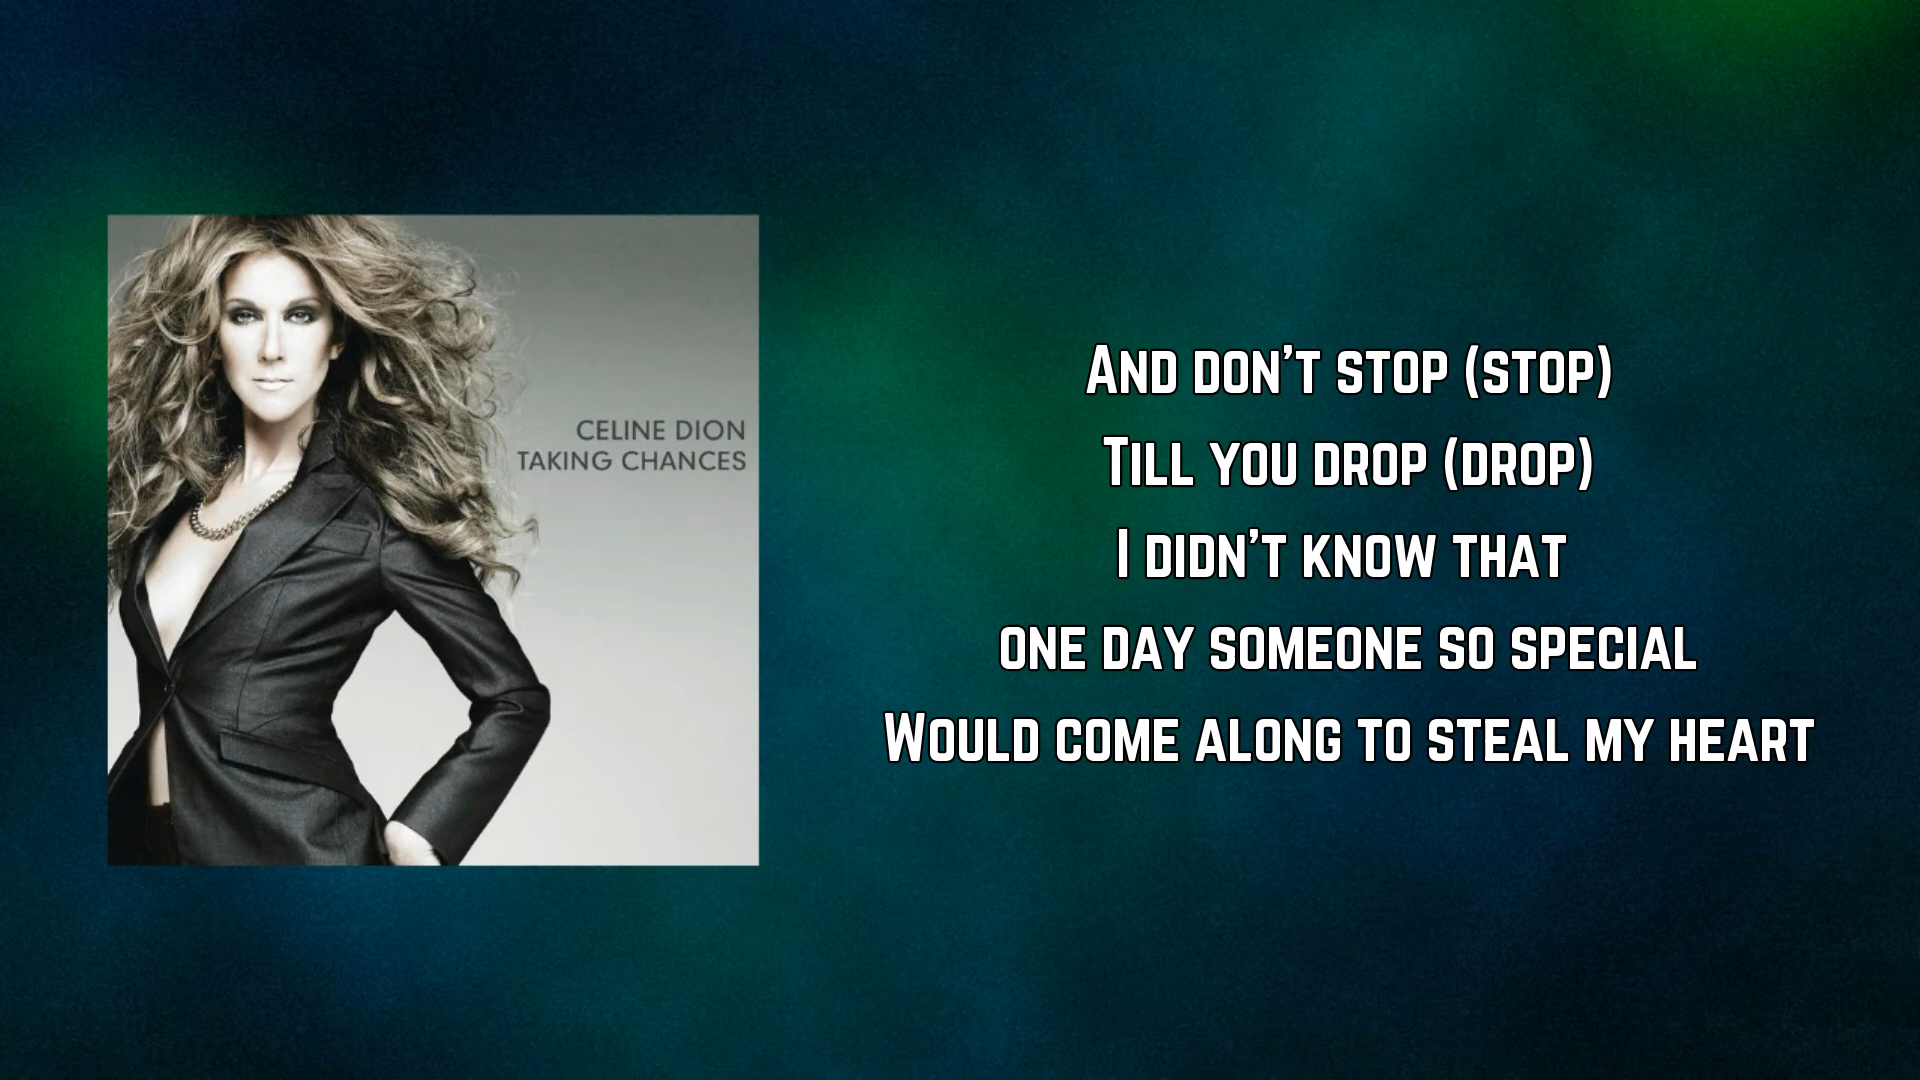 CELINE DION
TAKING CHANCES
And don't stop (stop)
Till you drop (drop)
I didn't know that
one day someone so special
Would come along to steal my heart